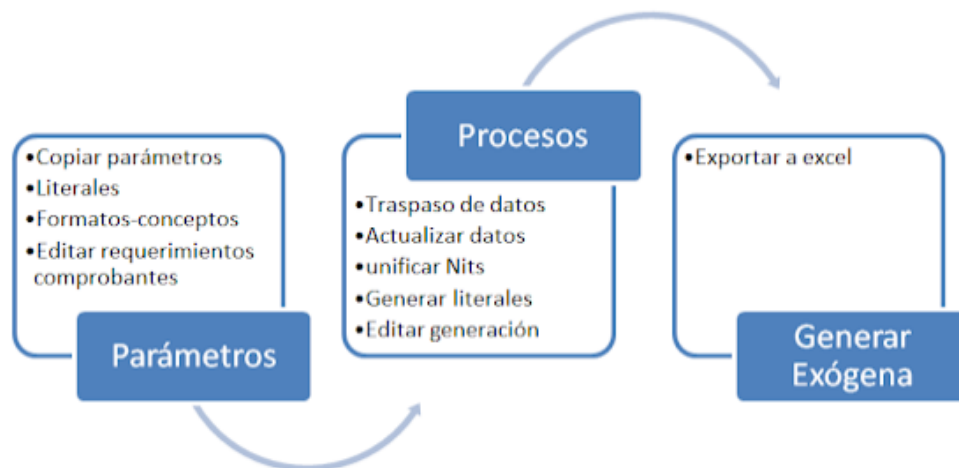 •Copiar parámetros
•Literales
•Formatos-conceptos
•Editar requerimientos
comprobantes
Parámetros
Procesos
•Traspaso de datos
•Actualizar datos
•unificar Nits
•Generar literales
•Editar generación
•Exportar a excel
Generar
Exógena